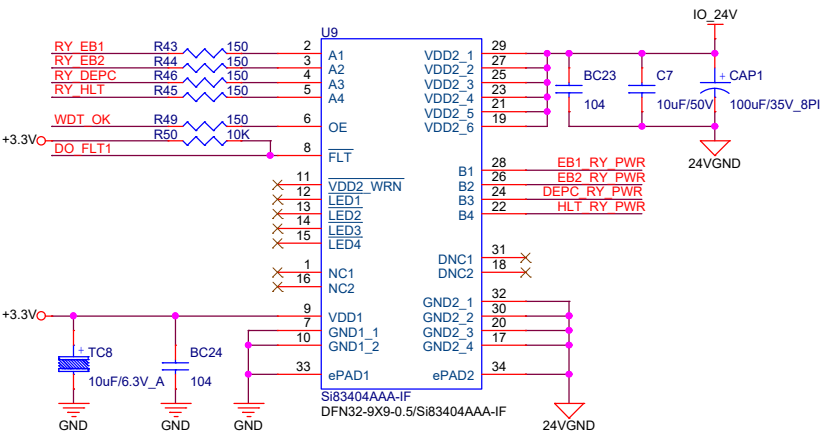 U9
IO_24V
RY_EB1 R43 150 2 A1
RY_EB2 R44 150 3 A2
RY_DEPC R46 150 4 A3
RY_HLT R45 150 5 A4
WDT_OK R49 150 6 OE
+3.3V R50 10K
DO_FLT1 8 FLT
11 VDD2_WRN
12 LED1
13 LED2
14 LED3
15 LED4
1 NC1
16 NC2
+3.3V 9 VDD1
7 GND1_1
10 GND1_2
33 ePAD1
VDD2_1 29
VDD2_2 27
VDD2_3 25
VDD2_4 23
VDD2_5 21
VDD2_6 19
BC23
104
C7
10uF/50V
+ CAP1
100uF/35V_8PI
24VGND
B1 28 EB1_RY_PWR
B2 26 EB2_RY_PWR
B3 24 DEPC_RY_PWR
B4 22 HLT_RY_PWR
DNC1 31
DNC2 18
GND2_1 32
GND2_2 30
GND2_3 20
GND2_4 17
ePAD2 34
+ TC8
10uF/6.3V_A
BC24
104
GND
GND
GND
Si83404AAA-IF
DFN32-9X9-0.5/Si83404AAA-IF
24VGND